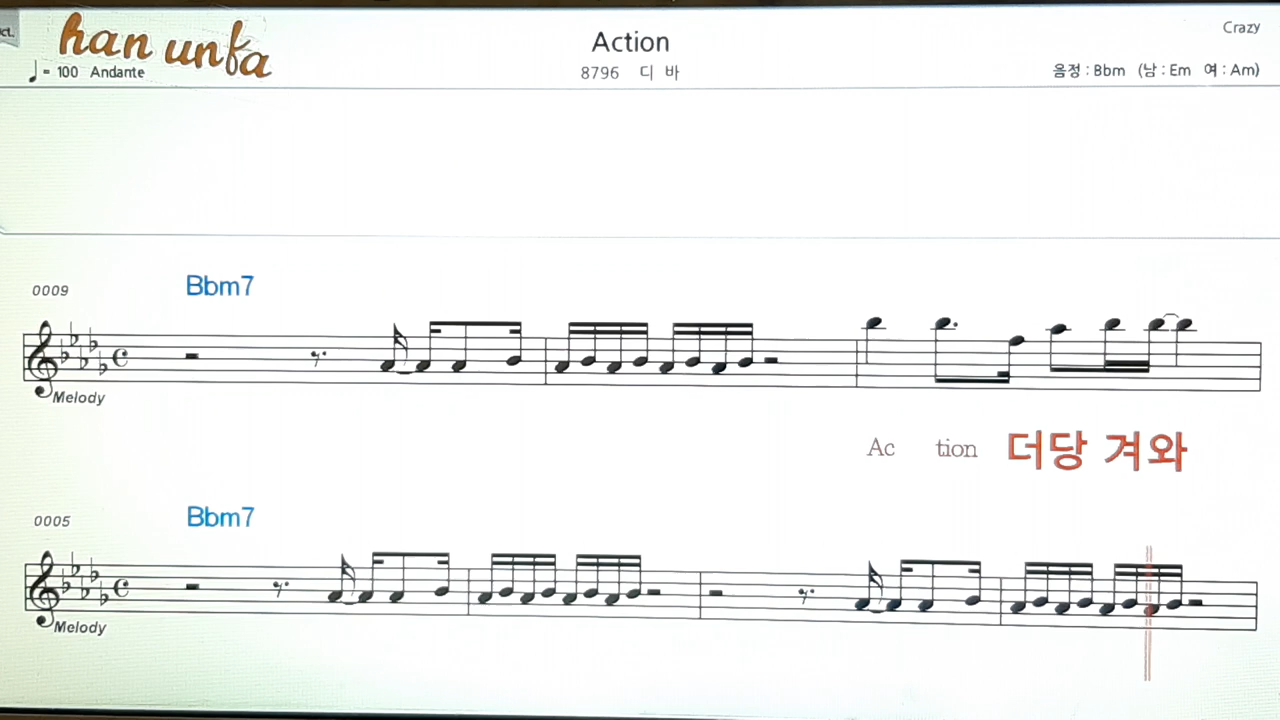 ct.
han unfa
Action
Crazy
♩= 100 Andante
8796 디 바
음정 : Bbm (남 : Em 여 : Am)
0009
Bbm7
Melody
Ac tion 더당 겨와
0005
Bbm7
Melody